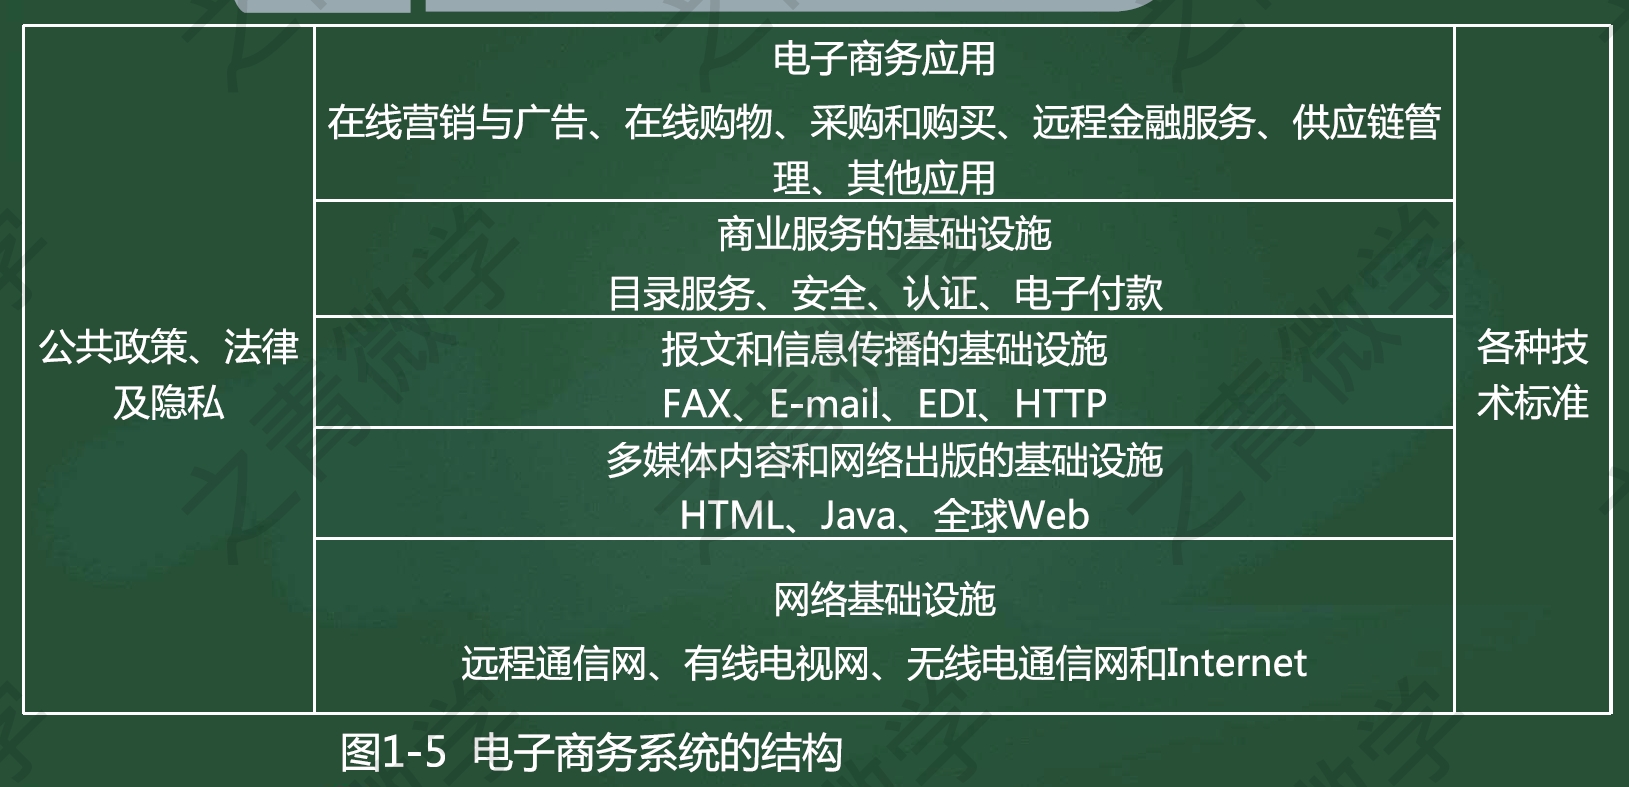 电子商务应用
在线营销与广告、在线购物、采购和购买、远程金融服务、供应链管
理、其他应用
商业服务的基础设施
目录服务、安全、认证、电子付款
公共政策、法律
及隐私
报文和信息传播的基础设施
FAX、E-mail、EDI、HTTP
各种技
术标准
多媒体内容和网络出版的基础设施
HTML、Java、全球Web
网络基础设施
远程通信网、有线电视网、无线电通信网和Internet
图1-5 电子商务系统的结构
之青微学